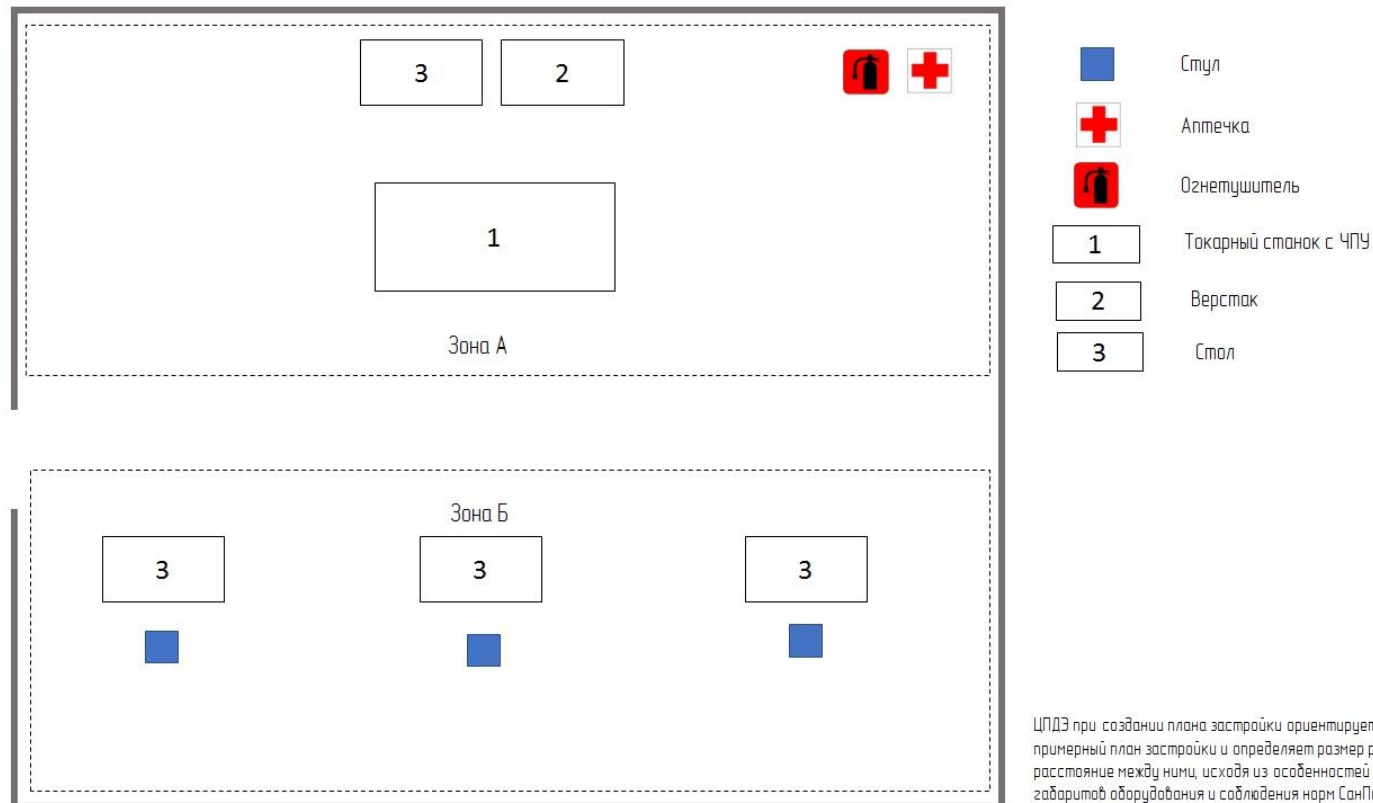 3 2
1
Зона А
Зона Б
3 3 3
Стул
Аптечка
Огнетушитель
1 Токарный станок с ЧПУ
2 Верстак
3 Стол
ЦПДЭ при создании плана застройки ориентирует
примерный план застройки и определяет размер р
расстояние между ними, исходя из особенностей
габаритов оборудования и соблюдения норм СанП